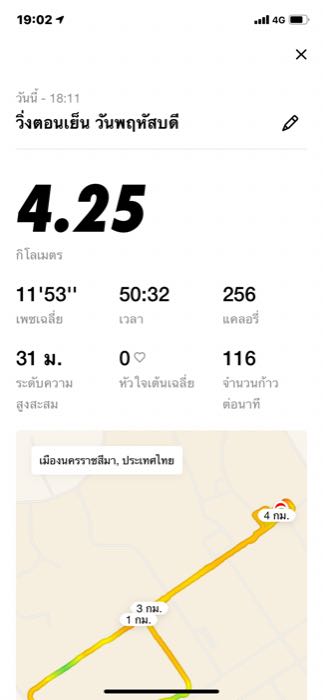 19:02
4G
วันนี้ - 18:11
วิ่งตอนเย็น วันพฤหัสบดี
4.25
กิโลเมตร
11'53'' 50:32 256
เพซเฉลี่ย เวลา แคลอรี่
31 ม. 0 116
ระดับความ หัวใจเต้นเฉลี่ย จำนวนก้าว
สูงสะสม ต่อนาที
เมืองนครราชสีมา, ประเทศไทย
4 กม.
3 กม.
1 กม.